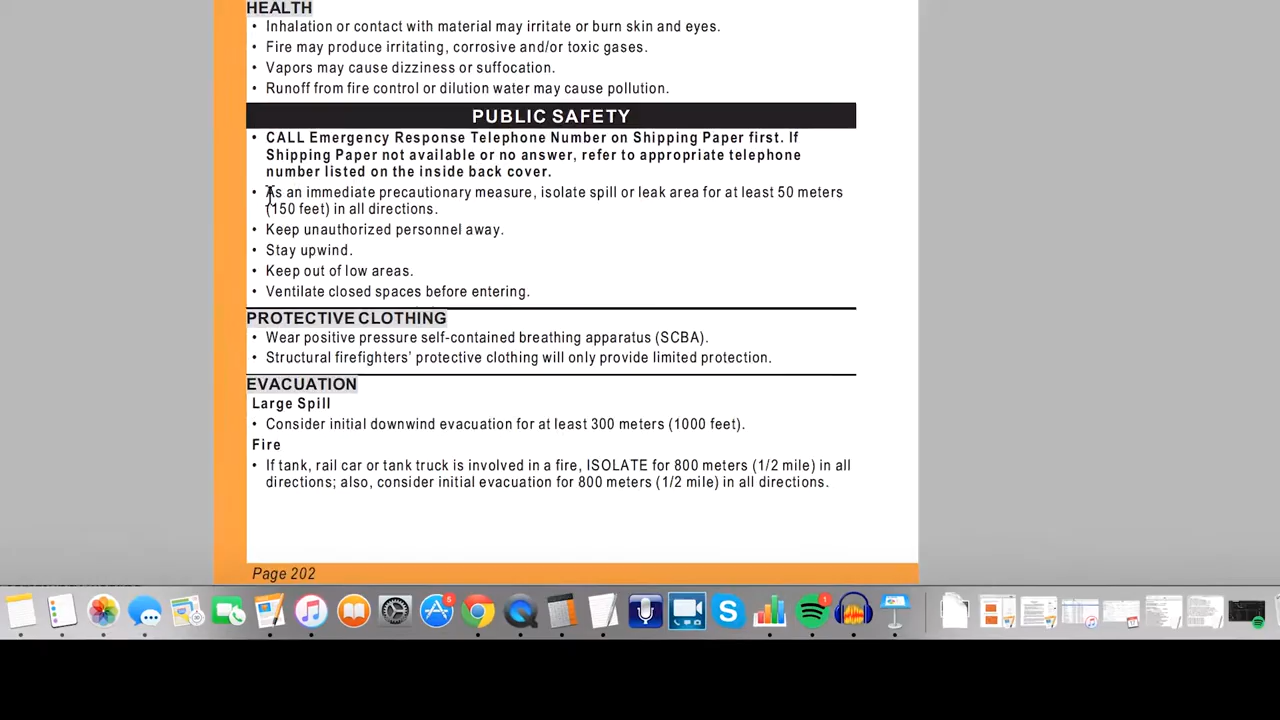 HEALTH
• Inhalation or contact with material may irritate or burn skin and eyes.
• Fire may produce irritating, corrosive and/or toxic gases.
• Vapors may cause dizziness or suffocation.
• Runoff from fire control or dilution water may cause pollution.
PUBLIC SAFETY
• CALL Emergency Response Telephone Number on Shipping Paper first. If
Shipping Paper not available or no answer, refer to appropriate telephone
number listed on the inside back cover.
• As an immediate precautionary measure, isolate spill or leak area for at least 50 meters
(150 feet) in all directions.
• Keep unauthorized personnel away.
• Stay upwind.
• Keep out of low areas.
• Ventilate closed spaces before entering.
PROTECTIVE CLOTHING
• Wear positive pressure self-contained breathing apparatus (SCBA).
• Structural firefighters' protective clothing will only provide limited protection.
EVACUATION
Large Spill
• Consider initial downwind evacuation for at least 300 meters (1000 feet).
Fire
• If tank, rail car or tank truck is involved in a fire, ISOLATE for 800 meters (1/2 mile) in all
directions; also, consider initial evacuation for 800 meters (1/2 mile) in all directions.
Page 202